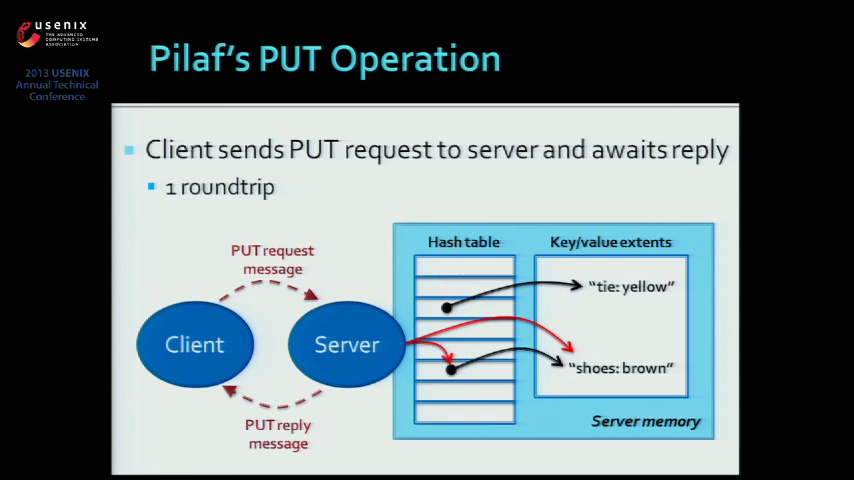 usenix
THE ADVANCED
COMPUTING SYSTEMS
ASSOCIATION
2013 USENIX
Annual Technical
Conference
Pilaf's PUT Operation
Client sends PUT request to server and awaits reply
1 roundtrip
PUT request
message
Client
Server
PUT reply
message
Hash table
Key/value extents
"tie: yellow"
"shoes: brown"
Server memory